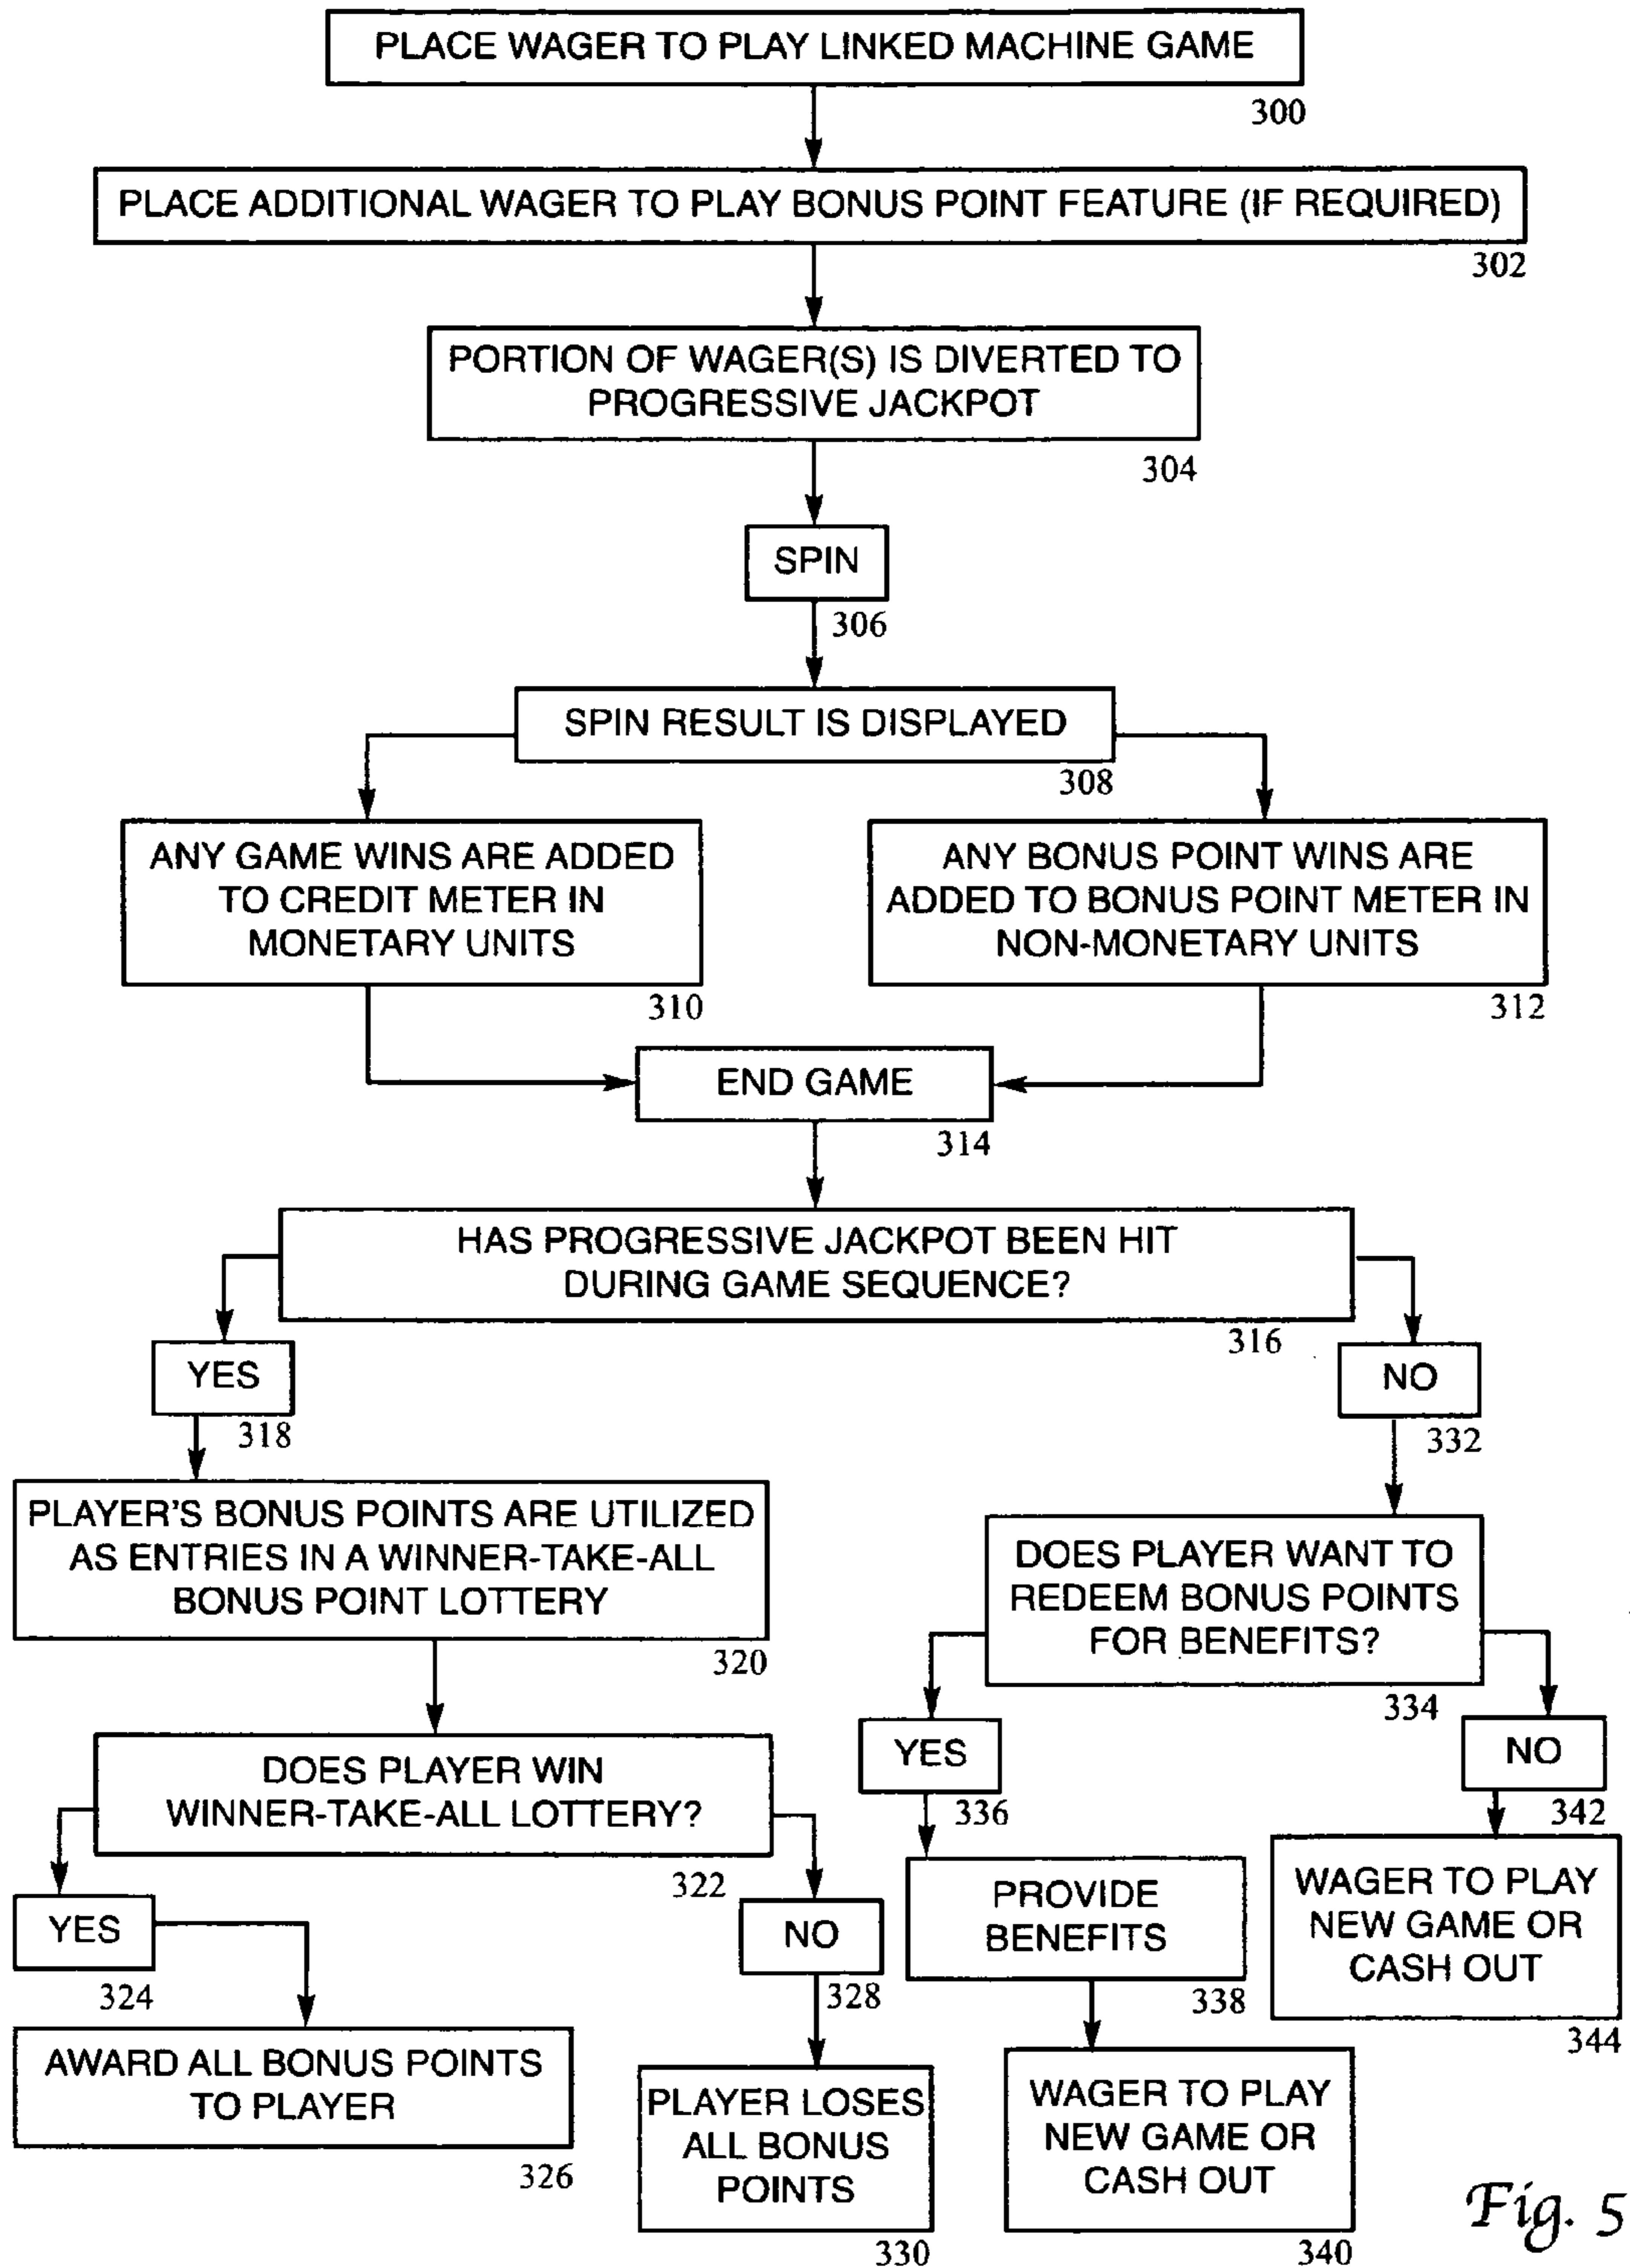 PLACE WAGER TO PLAY LINKED MACHINE GAME
300
PLACE ADDITIONAL WAGER TO PLAY BONUS POINT FEATURE (IF REQUIRED)
302
PORTION OF WAGER(S) IS DIVERTED TO
PROGRESSIVE JACKPOT
304
SPIN
306
SPIN RESULT IS DISPLAYED
308
ANY GAME WINS ARE ADDED
TO CREDIT METER IN
MONETARY UNITS
310
ANY BONUS POINT WINS ARE
ADDED TO BONUS POINT METER IN
NON-MONETARY UNITS
312
END GAME
314
HAS PROGRESSIVE JACKPOT BEEN HIT
DURING GAME SEQUENCE?
316
YES
318
NO
332
PLAYER'S BONUS POINTS ARE UTILIZED
AS ENTRIES IN A WINNER-TAKE-ALL
BONUS POINT LOTTERY
320
DOES PLAYER WANT TO
REDEEM BONUS POINTS
FOR BENEFITS?
334
DOES PLAYER WIN
WINNER-TAKE-ALL LOTTERY?
322
YES
336
NO
342
YES
324
NO
328
PROVIDE
BENEFITS
338
WAGER TO PLAY
NEW GAME OR
CASH OUT
344
AWARD ALL BONUS POINTS
TO PLAYER
326
PLAYER LOSES
ALL BONUS
POINTS
330
WAGER TO PLAY
NEW GAME OR
CASH OUT
340
Fig. 5